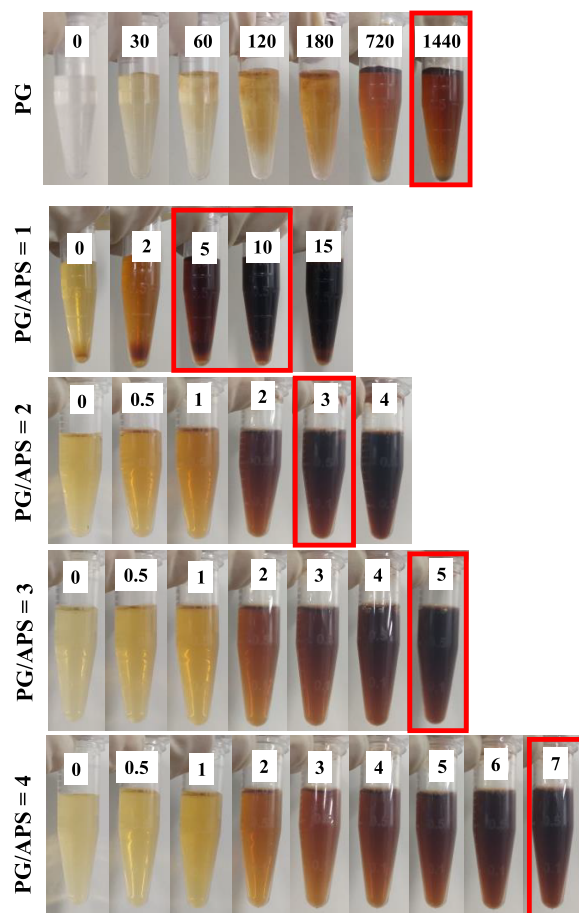 PG
0 30 60 120 180 720 1440
PG/APS = 1
0 2 5 10 15
PG/APS = 2
0 0.5 1 2 3 4
PG/APS = 3
0 0.5 1 2 3 4 5
PG/APS = 4
0 0.5 1 2 3 4 5 6 7